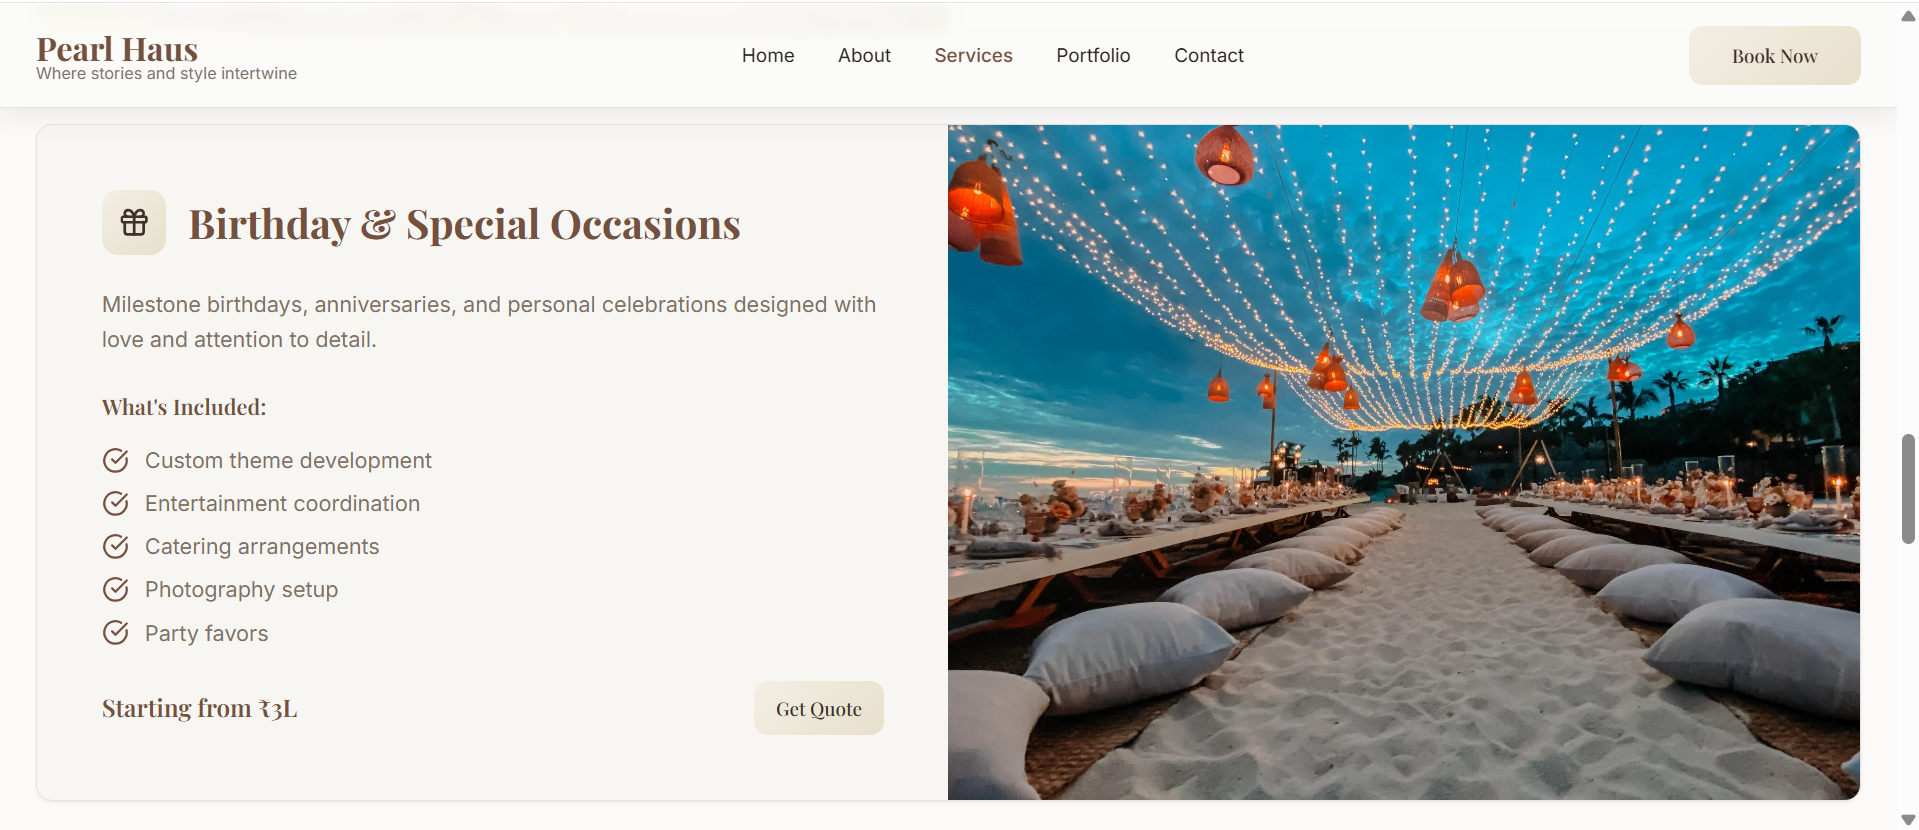 Pearl Haus
Where stories and style intertwine
Home
About
Services
Portfolio
Contact
Book Now
Birthday & Special Occasions
Milestone birthdays, anniversaries, and personal celebrations designed with
love and attention to detail.
What's Included:
Custom theme development
Entertainment coordination
Catering arrangements
Photography setup
Party favors
Starting from ₹3L
Get Quote